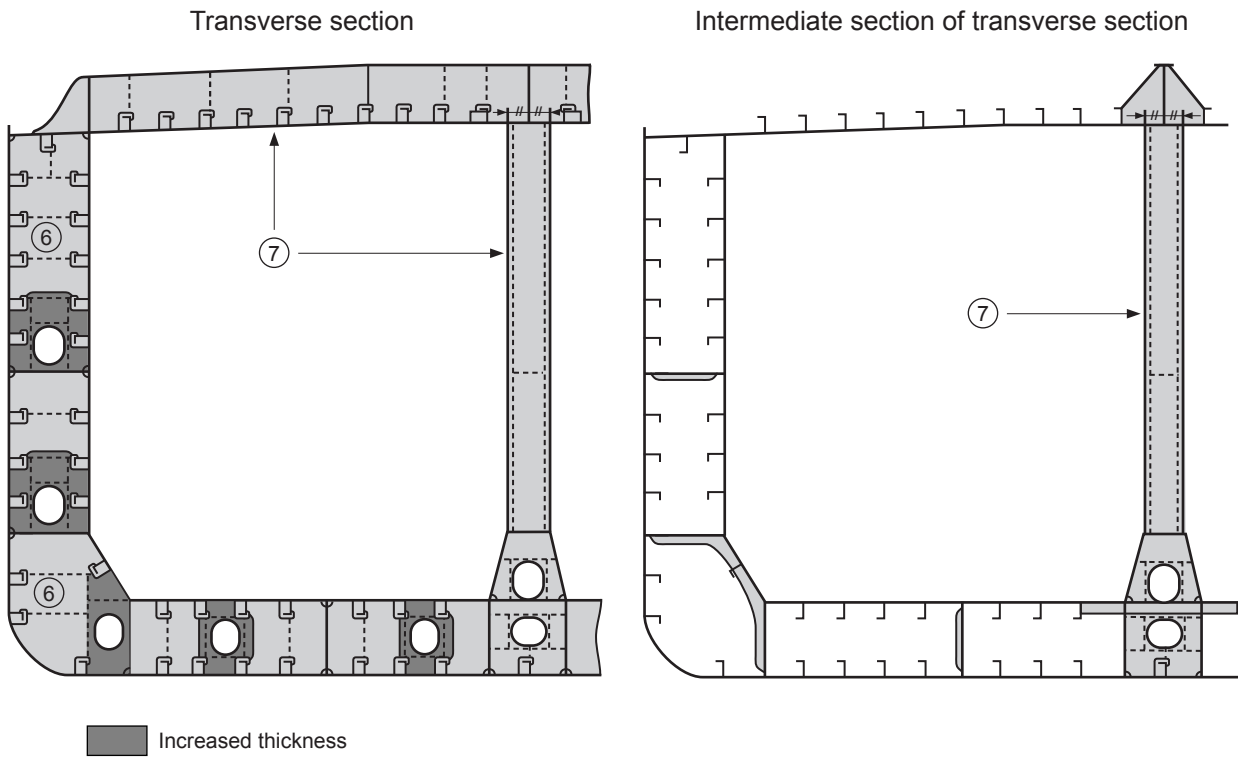 Transverse section
Intermediate section of transverse section
6
7
7
6
Increased thickness